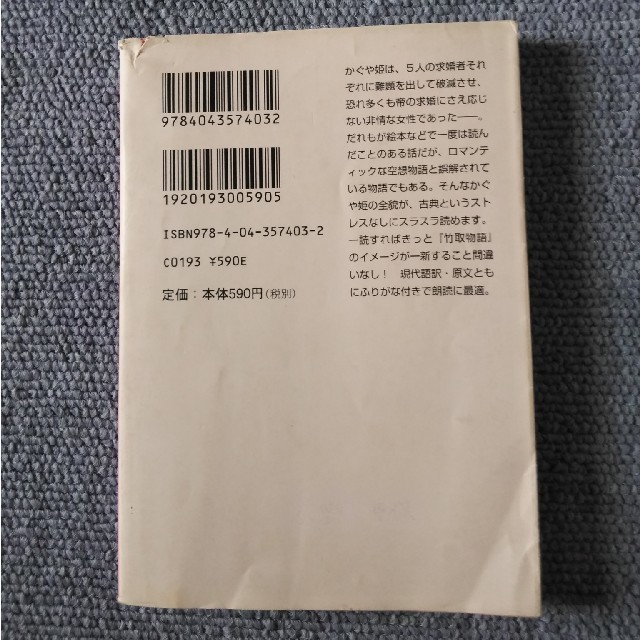 9784043574032
1920193005905
ISBN978-4-04-357403-2
C0193 ¥590E
定価：本体590円（税別）
かぐや姫は、5人の求婚者それ
ぞれに難題を出して破滅させ、
恐れ多くも帝の求婚にさえ応じ
ない非情な女性であった――。
だれもが絵本などで一度は読ん
だことのある話だが、ロマンテ
ィックな空想物語と誤解されて
いる物語でもある。そんなかぐ
や姫の全貌が、古典というスト
レスなしにスラスラ読めます。
一読すればきっと『竹取物語』
のイメージが一新すること間違
いなし！ 現代語訳・原文とも
にふりがな付きで朗読に最適。